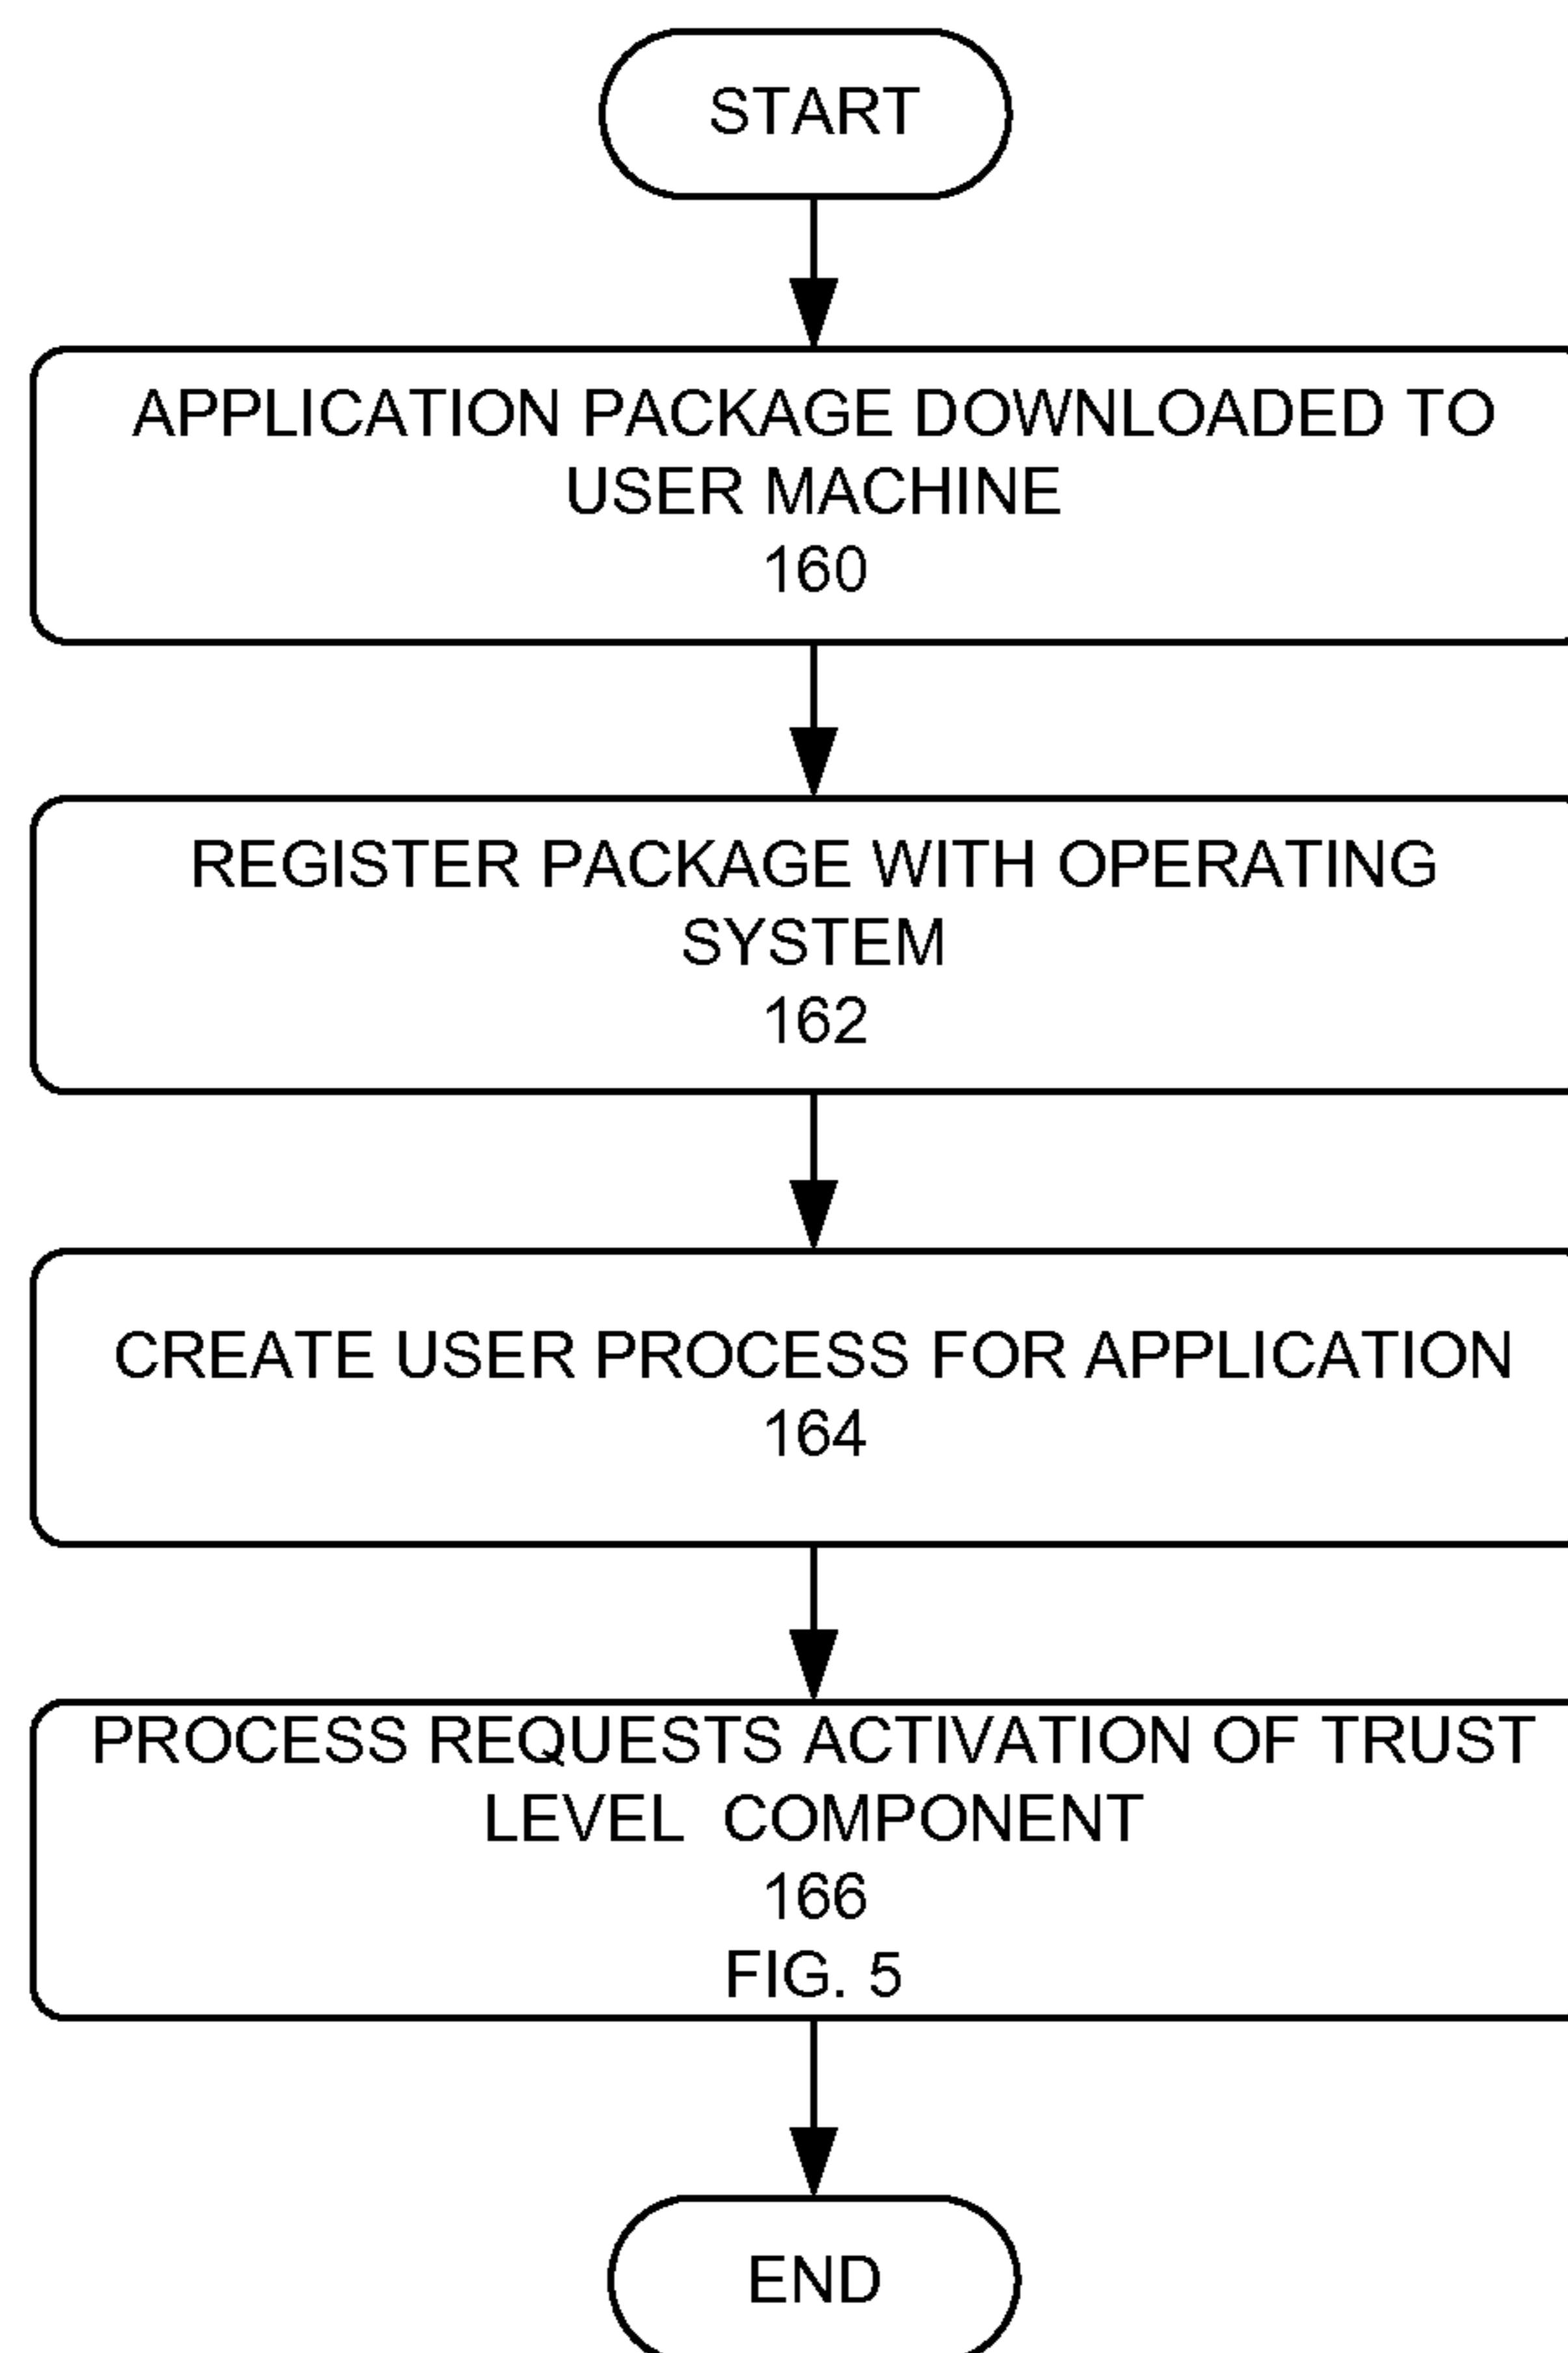 START
APPLICATION PACKAGE DOWNLOADED TO
USER MACHINE
160
REGISTER PACKAGE WITH OPERATING
SYSTEM
162
CREATE USER PROCESS FOR APPLICATION
164
PROCESS REQUESTS ACTIVATION OF TRUST
LEVEL COMPONENT
166
FIG. 5
END